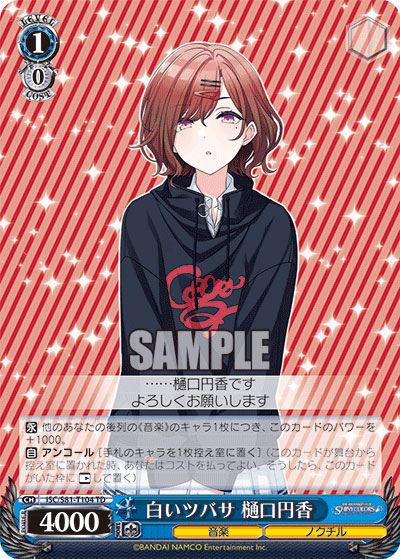 LEVEL
1
0
COST
SAMPLE
……樋口円香です
よろしくお願いします
永 他のあなたの後列の《音楽》のキャラ1枚につき、このカードのパワーを
+1000。
自 アンコール [手札のキャラを1枚控え室に置く] (このカードが舞台から
控え室に置かれた時、あなたはコストを払ってよい。そうしたら、このカード
がいた枠にレストして置く)
CH ISC/S81-T104 TD
4000
白いツバサ 樋口円香
SHINY COLORS
音楽 ノクチル
©BANDAI NAMCO Entertainment Inc.